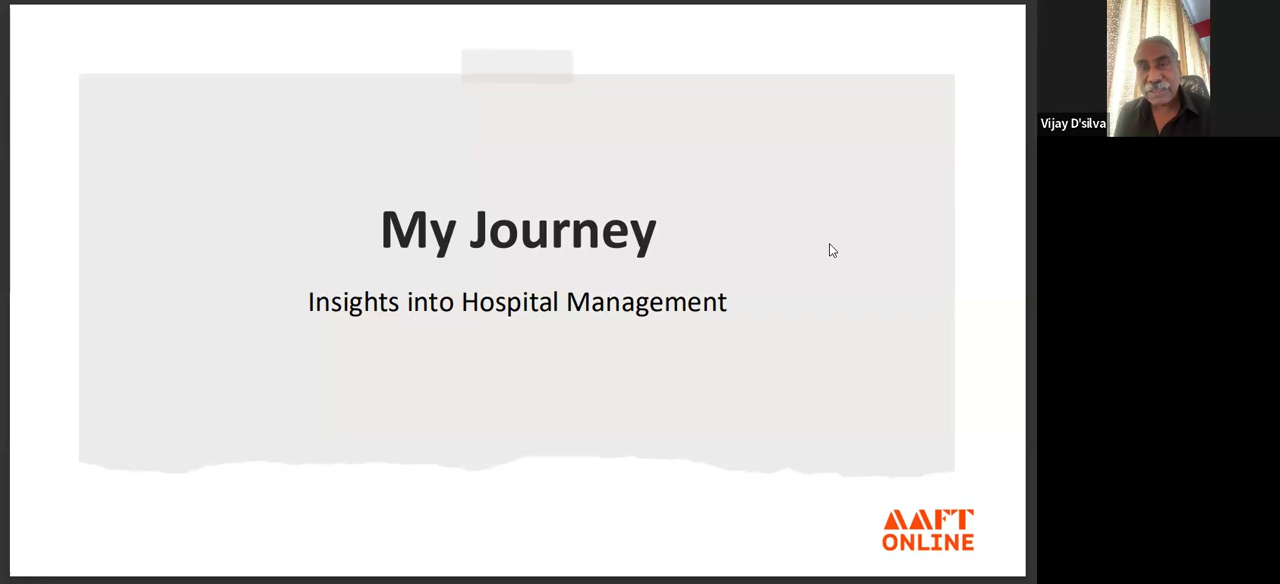 My Journey
Insights into Hospital Management
AAFT
ONLINE
Vijay D'silva